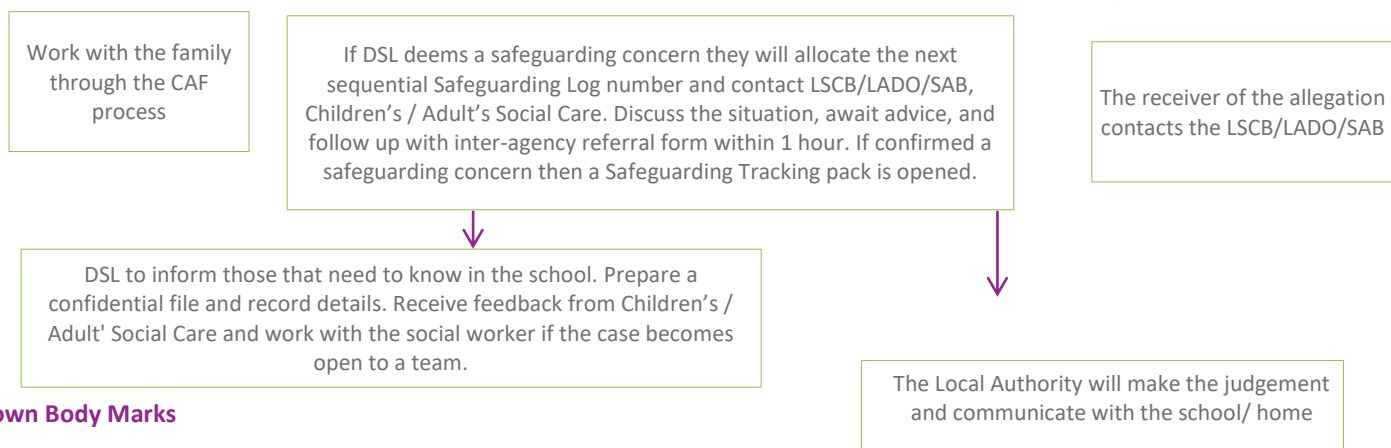 Work with the family
through the CAF
process
If DSL deems a safeguarding concern they will allocate the next
sequential Safeguarding Log number and contact LSCB/LADO/SAB,
Children's / Adult's Social Care. Discuss the situation, await advice, and
follow up with inter-agency referral form within 1 hour. If confirmed a
safeguarding concern then a Safeguarding Tracking pack is opened.
The receiver of the allegation
contacts the LSCB/LADO/SAB
DSL to inform those that need to know in the school. Prepare a
confidential file and record details. Receive feedback from Children's /
Adult' Social Care and work with the social worker if the case becomes
open to a team.
The Local Authority will make the judgement
and communicate with the school/ home
own Body Marks